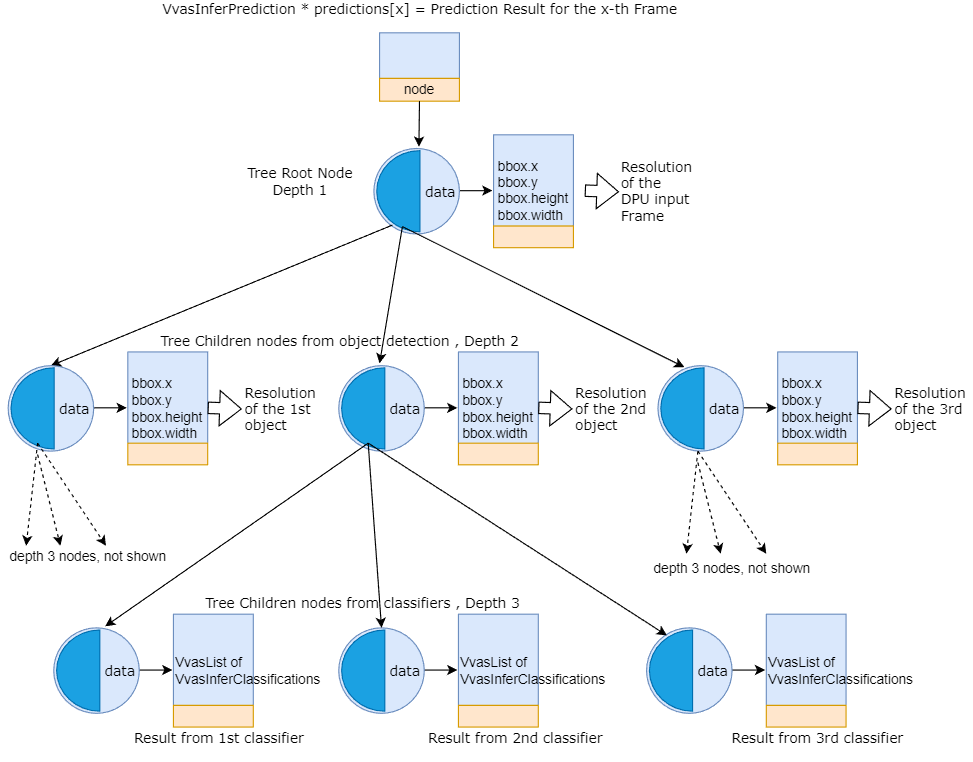 VvasInferPrediction * predictions[x] = Prediction Result for the x-th Frame
node
Tree Root Node
Depth 1
data
bbox.x
bbox.y
bbox.height
bbox.width
Resolution
of the
DPU input
Frame
Tree Children nodes from object detection , Depth 2
data
bbox.x
bbox.y
bbox.height
bbox.width
Resolution
of the 1st
object
data
bbox.x
bbox.y
bbox.height
bbox.width
Resolution
of the 2nd
object
data
bbox.x
bbox.y
bbox.height
bbox.width
Resolution
of the 3rd
object
depth 3 nodes, not shown
depth 3 nodes, not shown
Tree Children nodes from classifiers , Depth 3
data
VvasList of
VvasInferClassifications
Result from 1st classifier
data
VvasList of
VvasInferClassifications
Result from 2nd classifier
data
VvasList of
VvasInferClassifications
Result from 3rd classifier